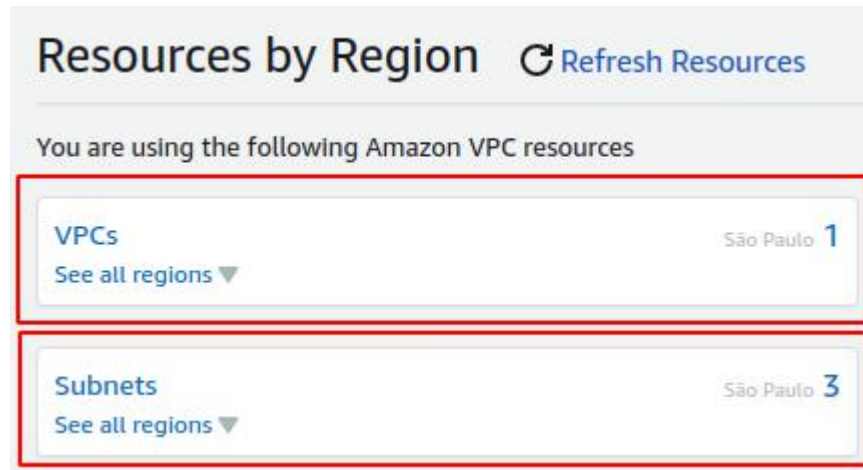 Resources by Region Refresh Resources
You are using the following Amazon VPC resources
VPCs São Paulo 1
See all regions
Subnets São Paulo 3
See all regions